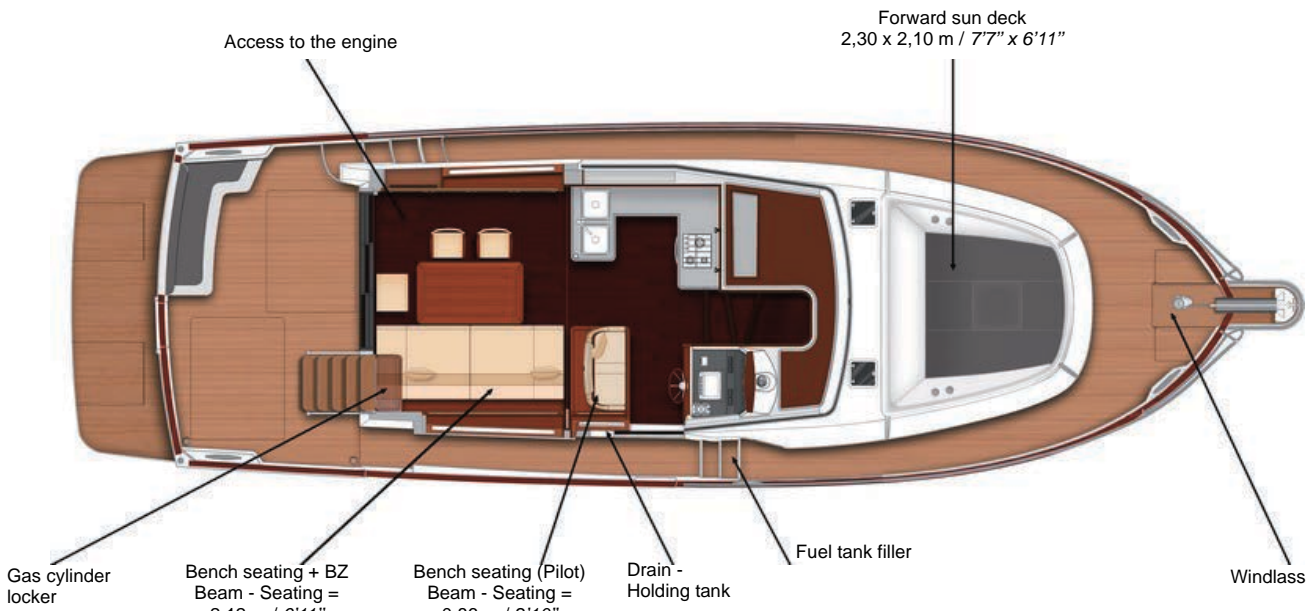 Forward sun deck
Access to the engine
2,30 x 2,10 m / 7'7" x 6'11"
Gas cylinder
locker
Bench seating + BZ
Beam - Seating =
Bench seating (Pilot)
Beam - Seating =
Drain -
Holding tank
Fuel tank filler
Windlass